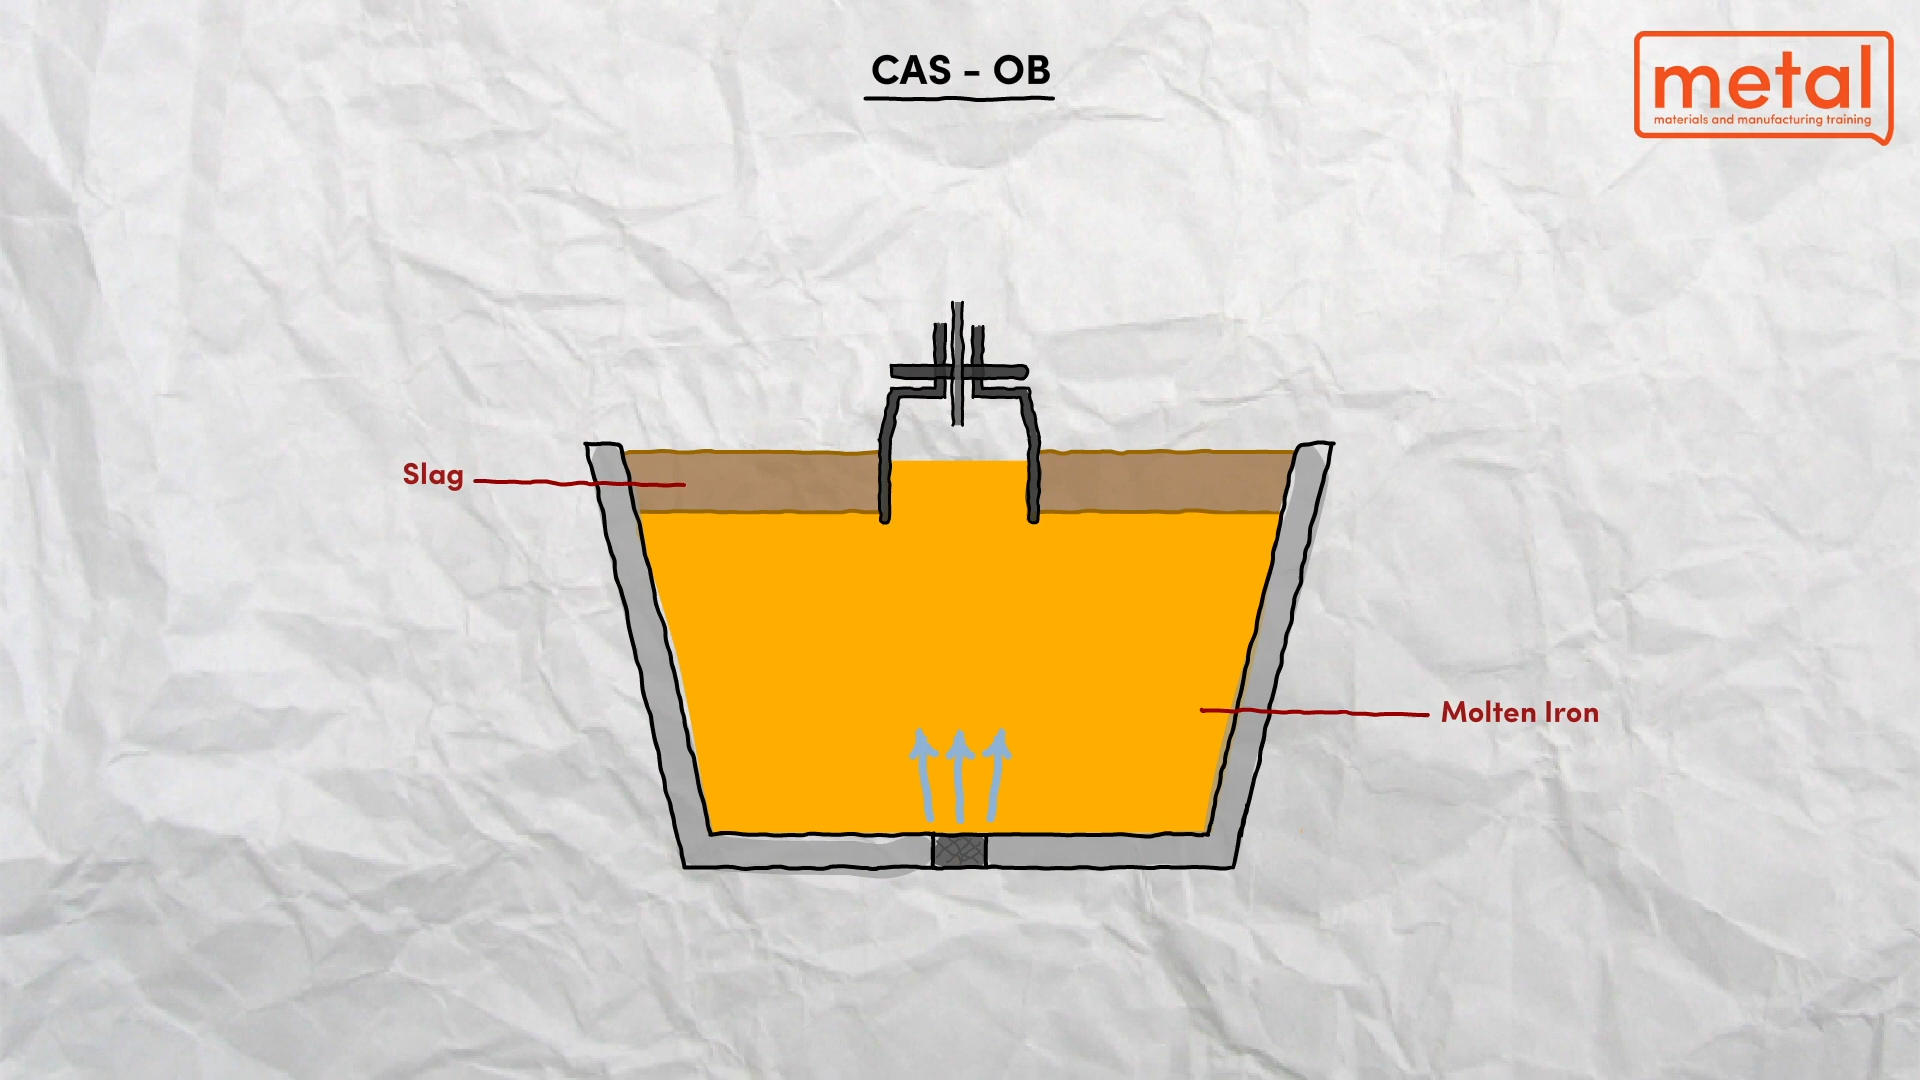 CAS - OB
metal
materials and manufacturing training
Slag
Molten Iron